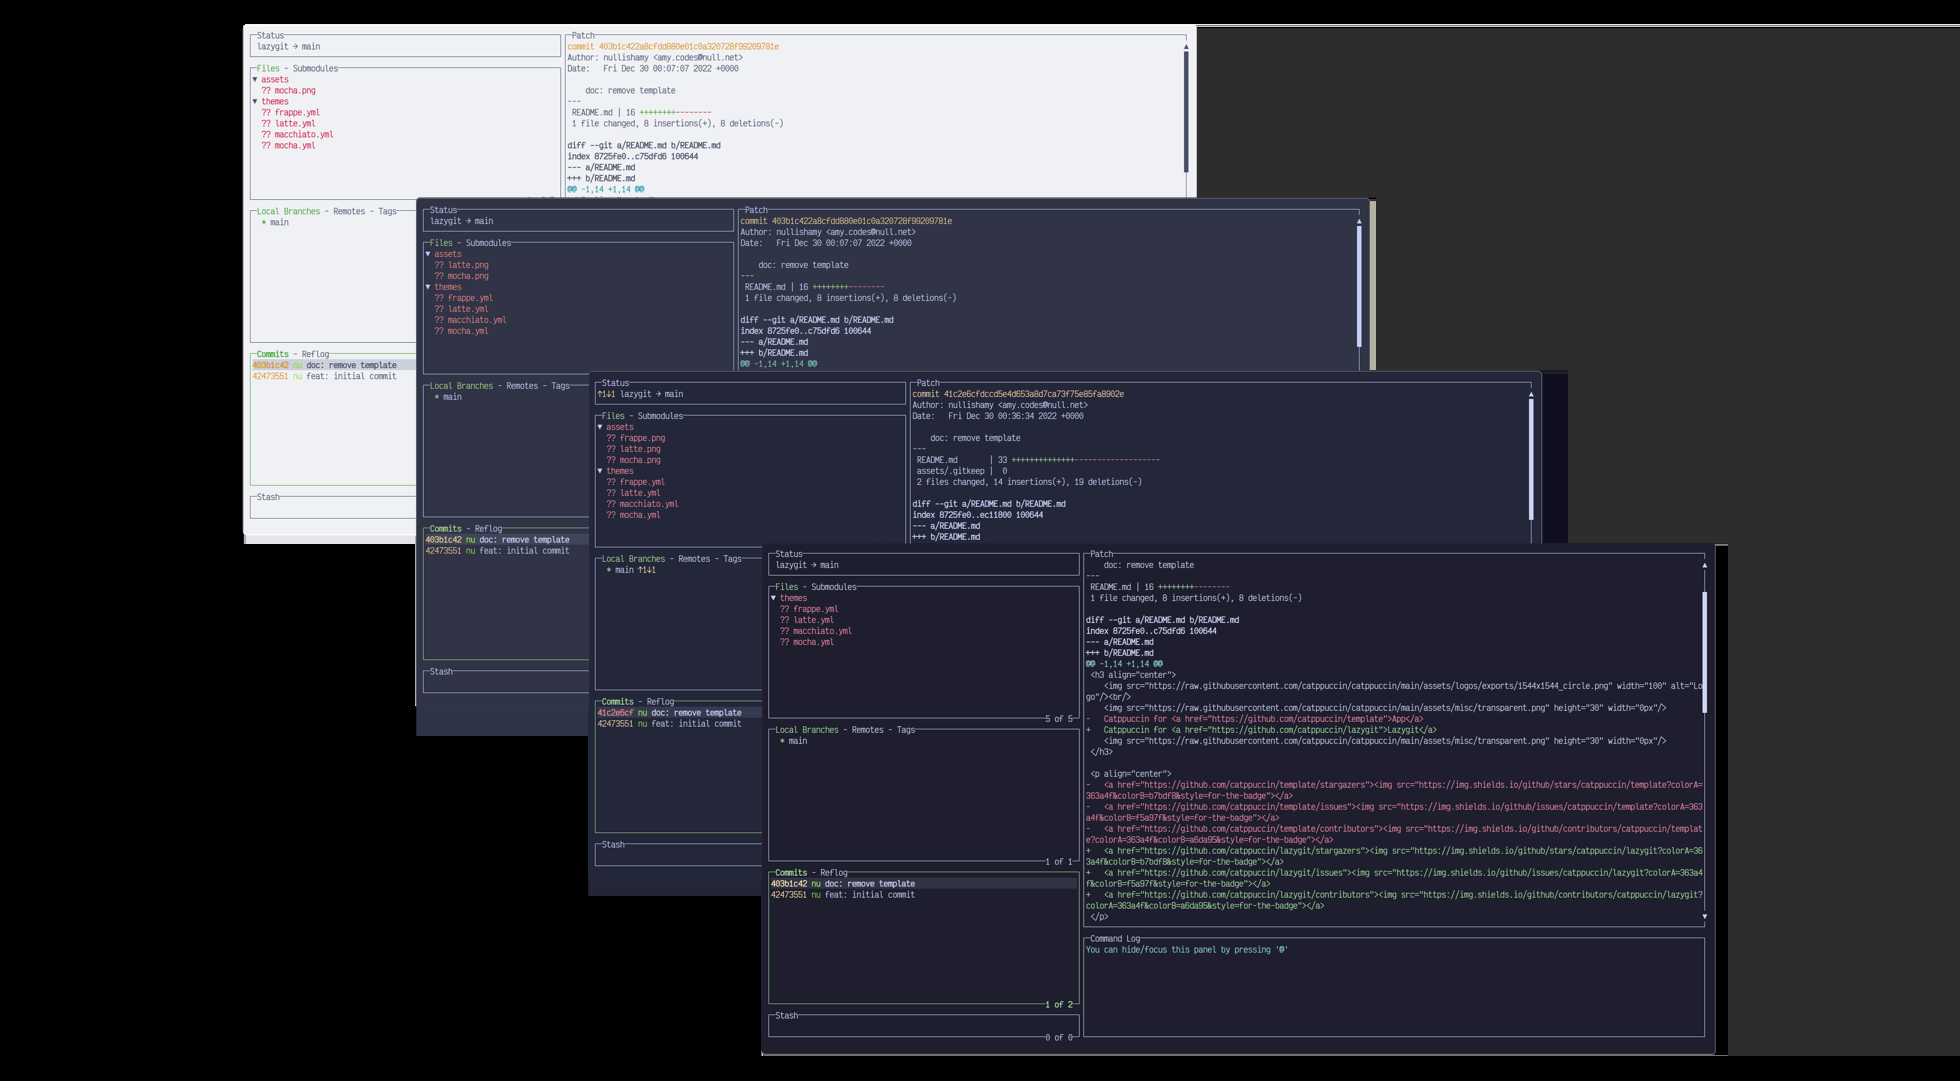 Status
lazygit → main
Files - Submodules
▼ assets
?? mocha.png
▼ themes
?? frappe.yml
?? latte.yml
?? macchiato.yml
?? mocha.yml
Local Branches - Remotes - Tags
* main
Commits - Reflog
403b1c42 nu doc: remove template
42473551 nu feat: initial commit
Stash
Patch
commit 403b1c422a8cfdd880e01c0a320728f99209781e
Author: nullishamy <amy.codes@null.net>
Date:   Fri Dec 30 00:07:07 2022 +0000
doc: remove template
---
README.md | 16 ++++++++--------
1 file changed, 8 insertions(+), 8 deletions(-)
diff --git a/README.md b/README.md
index 8725fe0..c75dfd6 100644
--- a/README.md
+++ b/README.md
@@ -1,14 +1,14 @@
Status
lazygit → main
Files - Submodules
▼ assets
?? latte.png
?? mocha.png
▼ themes
?? frappe.yml
?? latte.yml
?? macchiato.yml
?? mocha.yml
Local Branches - Remotes - Tags
* main
Commits - Reflog
403b1c42 nu doc: remove template
42473551 nu feat: initial commit
Stash
Patch
commit 403b1c422a8cfdd880e01c0a320728f99209781e
Author: nullishamy <amy.codes@null.net>
Date:   Fri Dec 30 00:07:07 2022 +0000
doc: remove template
---
README.md | 16 ++++++++--------
1 file changed, 8 insertions(+), 8 deletions(-)
diff --git a/README.md b/README.md
index 8725fe0..c75dfd6 100644
--- a/README.md
+++ b/README.md
@@ -1,14 +1,14 @@
Status
↑1↓1 lazygit → main
Files - Submodules
▼ assets
?? frappe.png
?? latte.png
?? mocha.png
▼ themes
?? frappe.yml
?? latte.yml
?? macchiato.yml
?? mocha.yml
Local Branches - Remotes - Tags
* main ↑1↓1
Commits - Reflog
41c2e6cf nu doc: remove template
42473551 nu feat: initial commit
Stash
Patch
commit 41c2e6cfdccd5e4d653a8d7ca73f75e85fa8902e
Author: nullishamy <amy.codes@null.net>
Date:   Fri Dec 30 00:36:34 2022 +0000
doc: remove template
---
README.md       | 33 ++++++++++++++-------------------
assets/.gitkeep |  0
2 files changed, 14 insertions(+), 19 deletions(-)
diff --git a/README.md b/README.md
index 8725fe0..ec11800 100644
--- a/README.md
+++ b/README.md
Status
lazygit → main
Files - Submodules
▼ themes
?? frappe.yml
?? latte.yml
?? macchiato.yml
?? mocha.yml
5 of 5
Local Branches - Remotes - Tags
* main
1 of 1
Commits - Reflog
403b1c42 nu doc: remove template
42473551 nu feat: initial commit
1 of 2
Stash
0 of 0
Patch
doc: remove template
---
README.md | 16 ++++++++--------
1 file changed, 8 insertions(+), 8 deletions(-)
diff --git a/README.md b/README.md
index 8725fe0..c75dfd6 100644
--- a/README.md
+++ b/README.md
@@ -1,14 +1,14 @@
<h3 align="center">
<img src="https://raw.githubusercontent.com/catppuccin/catppuccin/main/assets/logos/exports/1544x1544_circle.png" width="100" alt="Lo
go"/><br/>
<img src="https://raw.githubusercontent.com/catppuccin/catppuccin/main/assets/misc/transparent.png" height="30" width="0px"/>
-   Catppuccin for <a href="https://github.com/catppuccin/template">App</a>
+   Catppuccin for <a href="https://github.com/catppuccin/lazygit">Lazygit</a>
<img src="https://raw.githubusercontent.com/catppuccin/catppuccin/main/assets/misc/transparent.png" height="30" width="0px"/>
</h3>
<p align="center">
-   <a href="https://github.com/catppuccin/template/stargazers"><img src="https://img.shields.io/github/stars/catppuccin/template?colorA=
363a4f&colorB=b7bdf8&style=for-the-badge"></a>
-   <a href="https://github.com/catppuccin/template/issues"><img src="https://img.shields.io/github/issues/catppuccin/template?colorA=363
a4f&colorB=f5a97f&style=for-the-badge"></a>
-   <a href="https://github.com/catppuccin/template/contributors"><img src="https://img.shields.io/github/contributors/catppuccin/templat
e?colorA=363a4f&colorB=a6da95&style=for-the-badge"></a>
+   <a href="https://github.com/catppuccin/lazygit/stargazers"><img src="https://img.shields.io/github/stars/catppuccin/lazygit?colorA=36
3a4f&colorB=b7bdf8&style=for-the-badge"></a>
+   <a href="https://github.com/catppuccin/lazygit/issues"><img src="https://img.shields.io/github/issues/catppuccin/lazygit?colorA=363a4
f&colorB=f5a97f&style=for-the-badge"></a>
+   <a href="https://github.com/catppuccin/lazygit/contributors"><img src="https://img.shields.io/github/contributors/catppuccin/lazygit?
colorA=363a4f&colorB=a6da95&style=for-the-badge"></a>
</p>
Command Log
You can hide/focus this panel by pressing '@'